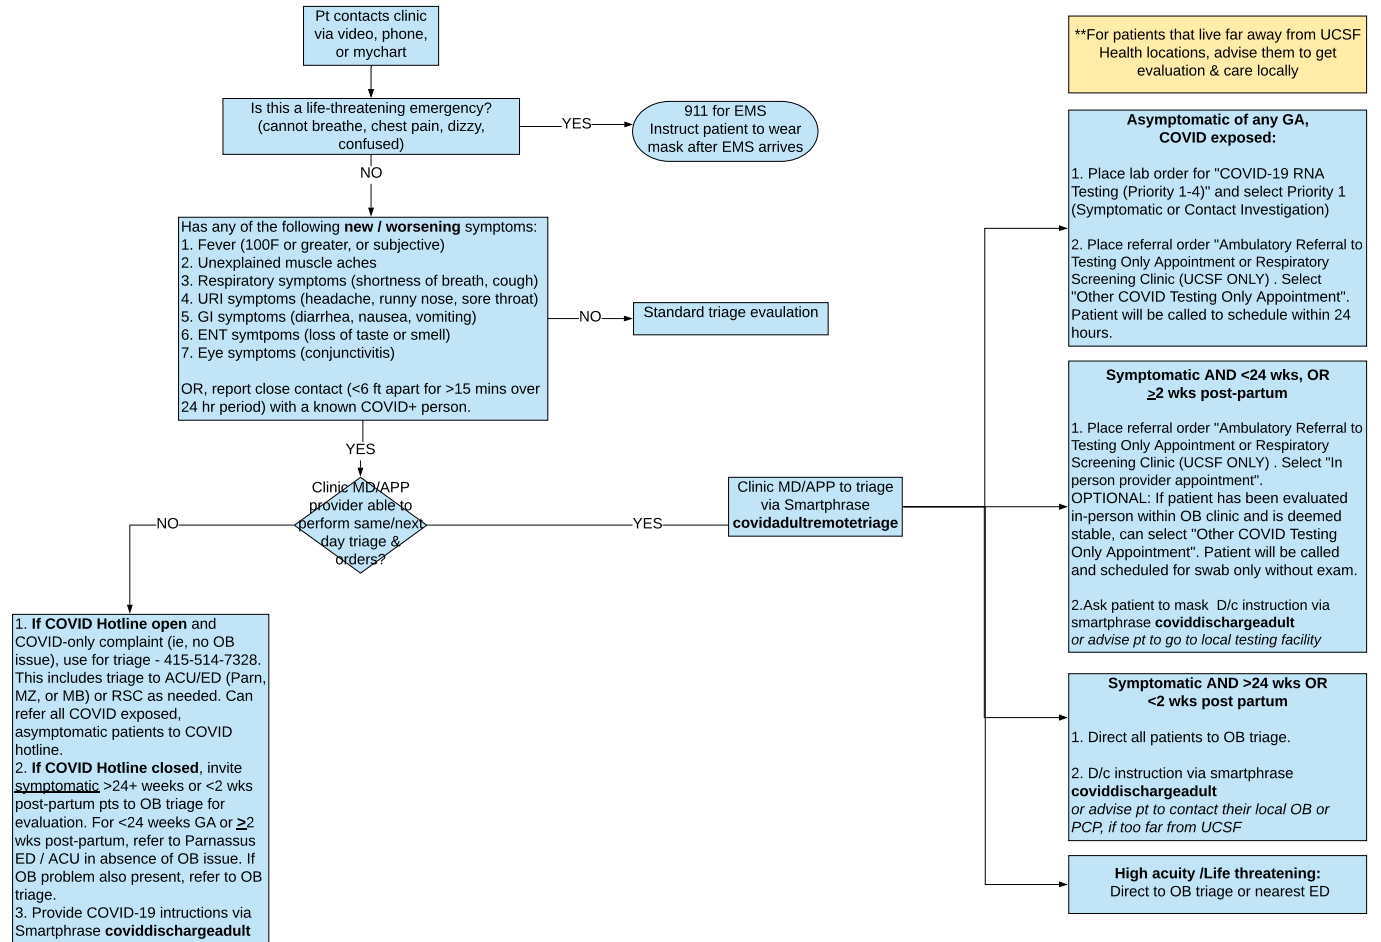 Pt contacts clinic
via video, phone,
or mychart
Is this a life-threatening emergency?
(cannot breathe, chest pain, dizzy,
confused)
YES
911 for EMS
Instruct patient to wear
mask after EMS arrives
NO
Has any of the following new / worsening symptoms:
1. Fever (100F or greater, or subjective)
2. Unexplained muscle aches
3. Respiratory symptoms (shortness of breath, cough)
4. URI symptoms (headache, runny nose, sore throat)
5. GI symptoms (diarrhea, nausea, vomiting)
6. ENT symtpoms (loss of taste or smell)
7. Eye symptoms (conjunctivitis)
OR, report close contact (<6 ft apart for >15 mins over
24 hr period) with a known COVID+ person.
NO
Standard triage evaulation
YES
Clinic MD/APP
provider able to
perform same/next
day triage &
orders?
NO
YES
1. If COVID Hotline open and
COVID-only complaint (ie, no OB
issue), use for triage - 415-514-7328.
This includes triage to ACU/ED (Parn,
MZ, or MB) or RSC as needed. Can
refer all COVID exposed,
asymptomatic patients to COVID
hotline.
2. If COVID Hotline closed, invite
symptomatic >24+ weeks or <2 wks
post-partum pts to OB triage for
evaluation. For <24 weeks GA or >2
wks post-partum, refer to Parnassus
ED / ACU in absence of OB issue. If
OB problem also present, refer to OB
triage.
3. Provide COVID-19 intructions via
Smartphrase coviddischargeadult
Clinic MD/APP to triage
via Smartphrase
covidadultremotetriage
**For patients that live far away from UCSF
Health locations, advise them to get
evaluation & care locally
Asymptomatic of any GA,
COVID exposed:
1. Place lab order for "COVID-19 RNA
Testing (Priority 1-4)" and select Priority 1
(Symptomatic or Contact Investigation)
2. Place referral order "Ambulatory Referral to
Testing Only Appointment or Respiratory
Screening Clinic (UCSF ONLY) . Select
"Other COVID Testing Only Appointment".
Patient will be called to schedule within 24
hours.
Symptomatic AND <24 wks, OR
>2 wks post-partum
1. Place referral order "Ambulatory Referral to
Testing Only Appointment or Respiratory
Screening Clinic (UCSF ONLY) . Select "In
person provider appointment".
OPTIONAL: If patient has been evaluated
in-person within OB clinic and is deemed
stable, can select "Other COVID Testing
Only Appointment". Patient will be called
and scheduled for swab only without exam.
2.Ask patient to mask  D/c instruction via
smartphrase coviddischargeadult
or advise pt to go to local testing facility
Symptomatic AND >24 wks OR
<2 wks post partum
1. Direct all patients to OB triage.
2. D/c instruction via smartphrase
coviddischargeadult
or advise pt to contact their local OB or
PCP, if too far from UCSF
High acuity /Life threatening:
Direct to OB triage or nearest ED